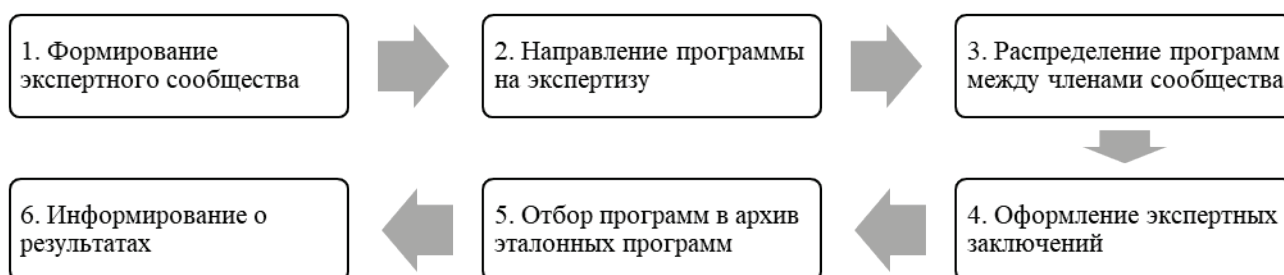 1. Формирование
экспертного сообщества
2. Направление программы
на экспертизу
3. Распределение программ
между членами сообщества
4. Оформление экспертных
заключений
5. Отбор программ в архив
эталонных программ
6. Информирование о
результатах